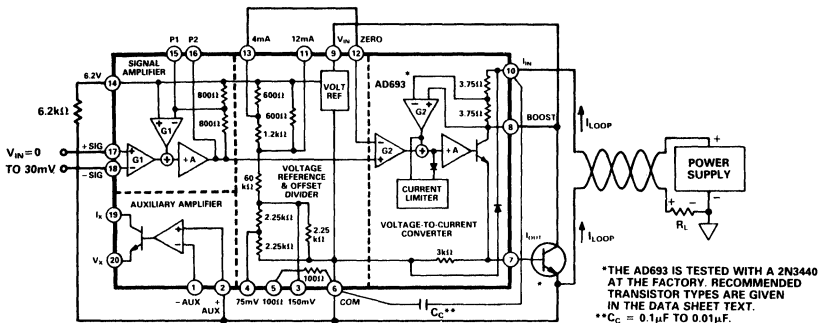 P1 P2
4mA
12mA
VIN
ZERO
15 16
13
11
9
12
SIGNAL
AMPLIFIER
AD693
*
IIN
10
6.2V
14
800Ω
800Ω
600Ω
600Ω
1.2kΩ
VOLT
REF
3.75Ω
3.75Ω
G2
8
BOOST
6.2kΩ
G1
ILOOP
VIN=0
TO 30mV
+SIG
17
G1
+
+A
G2
+
+A
-SIG
18
POWER
SUPPLY
60
kΩ
VOLTAGE
REFERENCE
& OFFSET
DIVIDER
CURRENT
LIMITER
RL
AUXILIARY AMPLIFIER
IX
19
2.25kΩ
2.25kΩ
2.25
kΩ
VOLTAGE-TO-CURRENT
CONVERTER
3kΩ
IEXIT
7
ILOOP
VX
20
100Ω
1
2
4
5
3
6
- AUX
+
AUX
75mV
100Ω
150mV
COM
CC**
*
*THE AD693 IS TESTED WITH A 2N3440
AT THE FACTORY. RECOMMENDED
TRANSISTOR TYPES ARE GIVEN
IN THE DATA SHEET TEXT.
**CC = 0.1µF TO 0.01µF.